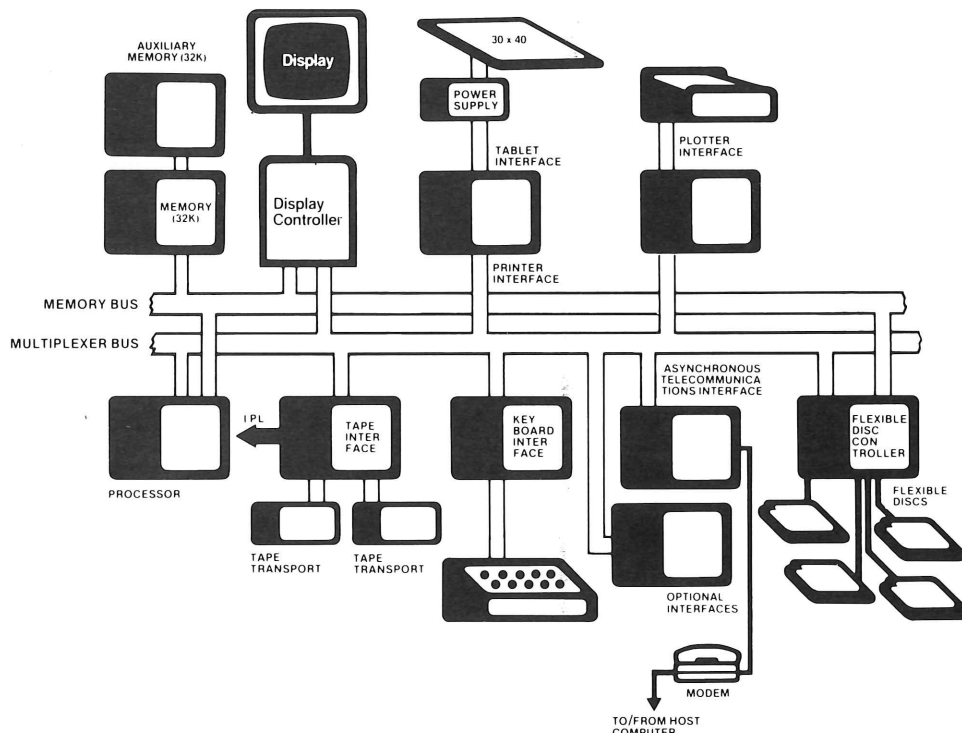 AUXILIARY
MEMORY (32K)
Display
30 x 40
POWER
SUPPLY
TABLET
INTERFACE
PLOTTER
INTERFACE
MEMORY
(32K)
Display
Controller
PRINTER
INTERFACE
MEMORY BUS
MULTIPLEXER BUS
ASYNCHRONOUS
TELECOMMUNICA
TIONS INTERFACE
IPL
TAPE
INTER
FACE
KEY
BOARD
INTER
FACE
FLEXIBLE
DISC
CON
TROLLER
PROCESSOR
FLEXIBLE
DISCS
TAPE
TRANSPORT
TAPE
TRANSPORT
OPTIONAL
INTERFACES
MODEM
TO/FROM HOST
COMPUTER